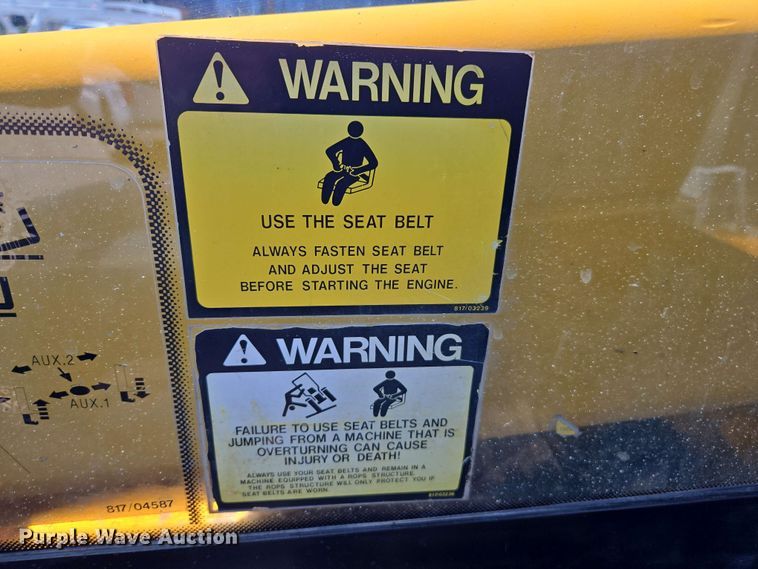 WARNING
USE THE SEAT BELT
ALWAYS FASTEN SEAT BELT
AND ADJUST THE SEAT
BEFORE STARTING THE ENGINE.
817/03239
WARNING
FAILURE TO USE SEAT BELTS AND
JUMPING FROM A MACHINE THAT IS
OVERTURNING CAN CAUSE
INJURY OR DEATH!
ALWAYS USE YOUR SEAT BELTS AND REMAIN IN A
MACHINE EQUIPPED WITH A ROPS STRUCTURE.
THE ROPS STRUCTURE WILL ONLY PROTECT YOU IF
SEAT BELTS ARE WORN.
AUX.2
AUX.1
817/04587
Purple Wave Auction